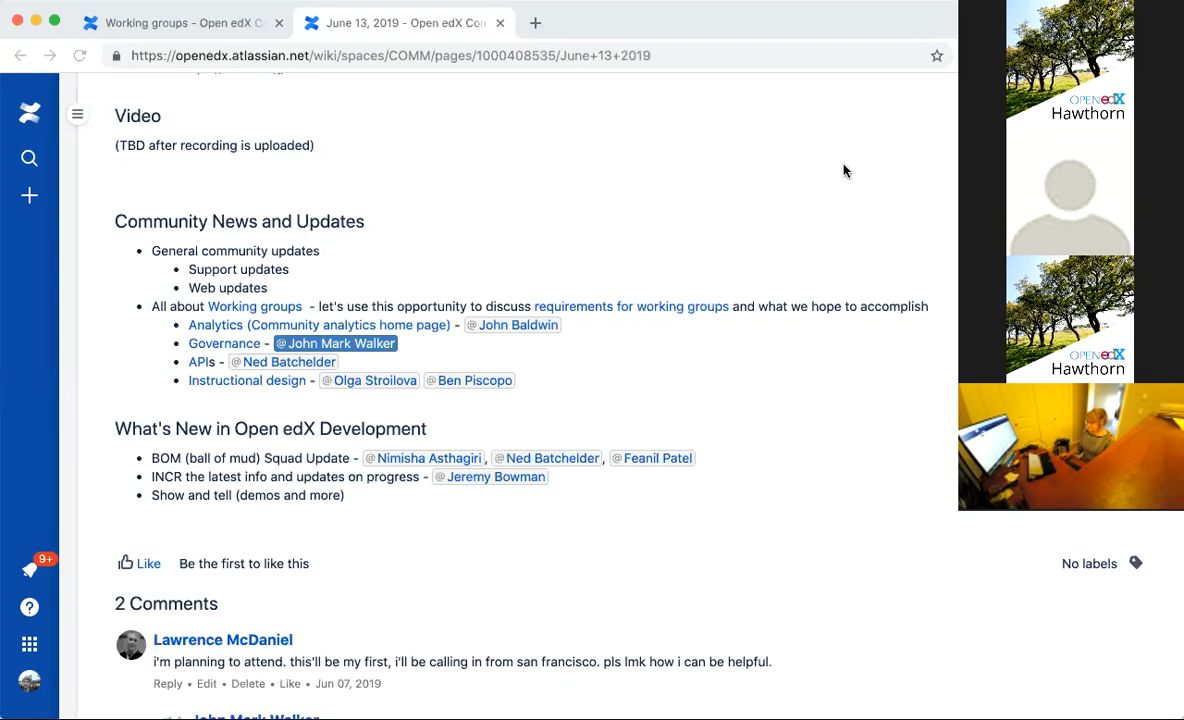 Working groups - Open edX C
June 13, 2019 - Open edX Con
https://openedx.atlassian.net/wiki/spaces/COMM/pages/1000408535/June+13+2019
Video
(TBD after recording is uploaded)
Community News and Updates
General community updates
Support updates
Web updates
All about Working groups - let's use this opportunity to discuss requirements for working groups and what we hope to accomplish
Analytics (Community analytics home page) - @John Baldwin
Governance - @John Mark Walker
APIs - @Ned Batchelder
Instructional design - @Olga Stroilova @Ben Piscopo
What's New in Open edX Development
BOM (ball of mud) Squad Update - @Nimisha Asthagiri, @Ned Batchelder, @Feanil Patel
INCR the latest info and updates on progress - @Jeremy Bowman
Show and tell (demos and more)
9+
Like Be the first to like this
No labels
2 Comments
Lawrence McDaniel
i'm planning to attend. this'll be my first, i'll be calling in from san francisco. pls lmk how i can be helpful.
Reply • Edit • Delete • Like • Jun 07, 2019
John Mark Walker
OPEN edX
Hawthorn
OPEN edX
Hawthorn